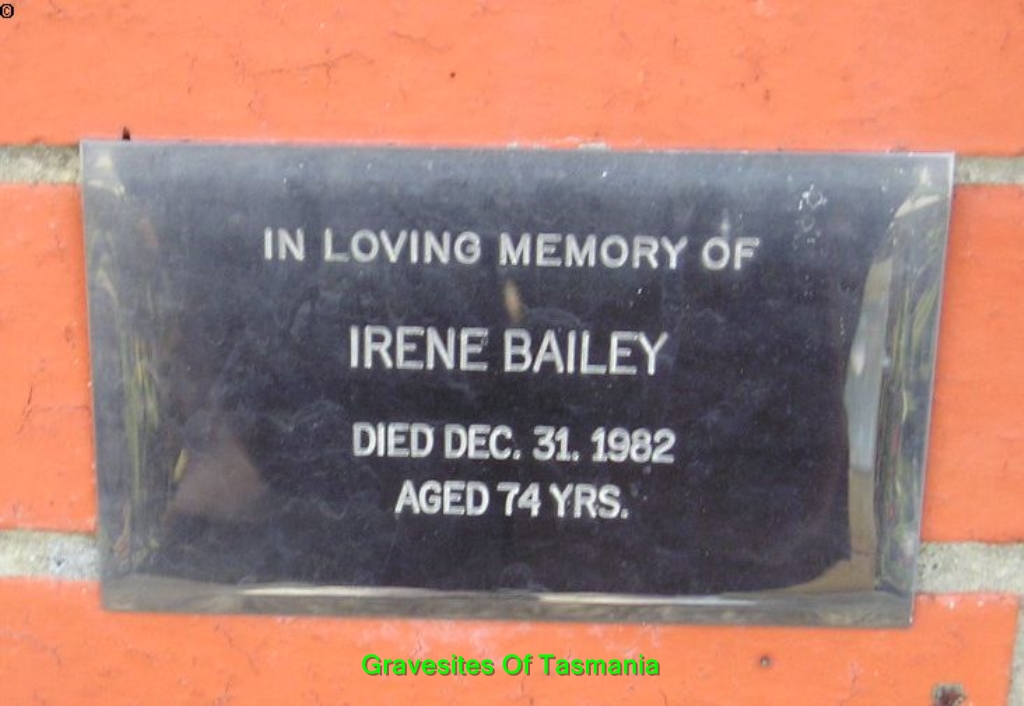 ©
IN LOVING MEMORY OF
IRENE BAILEY
DIED DEC. 31. 1982
AGED 74 YRS.
Gravesites Of Tasmania